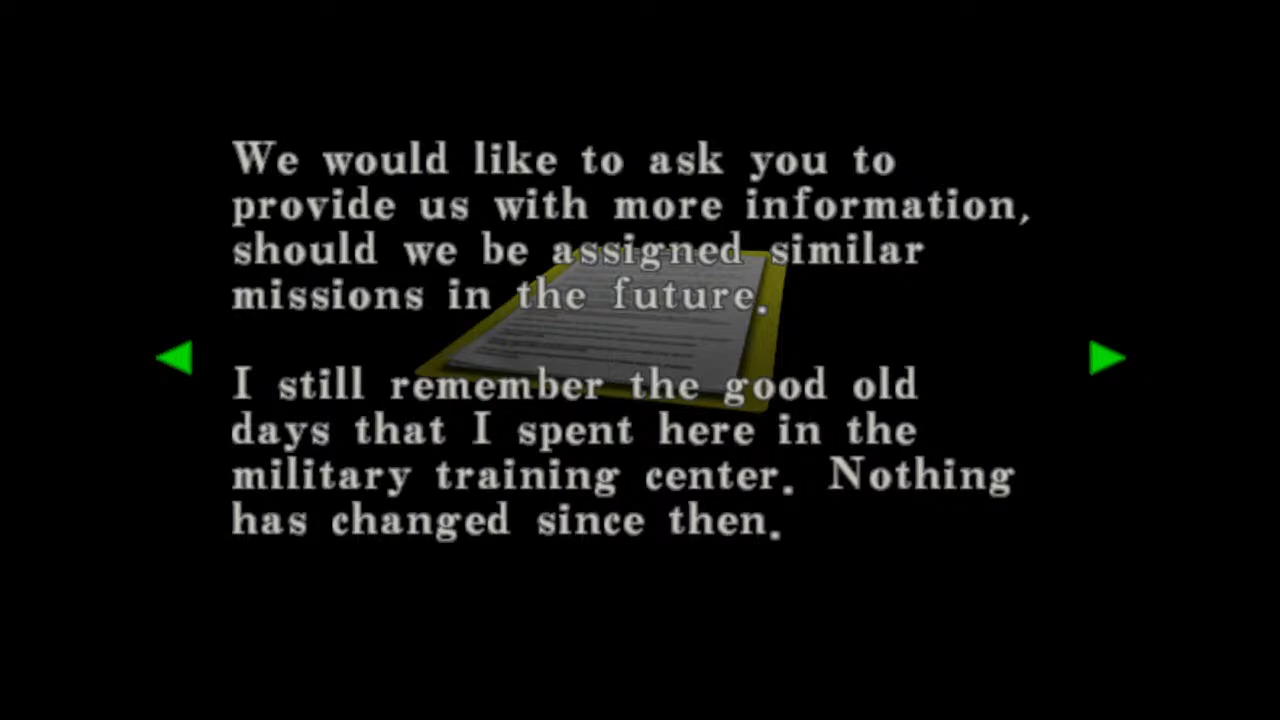 We would like to ask you to
provide us with more information,
should we be assigned similar
missions in the future.
I still remember the good old
days that I spent here in the
military training center. Nothing
has changed since then.